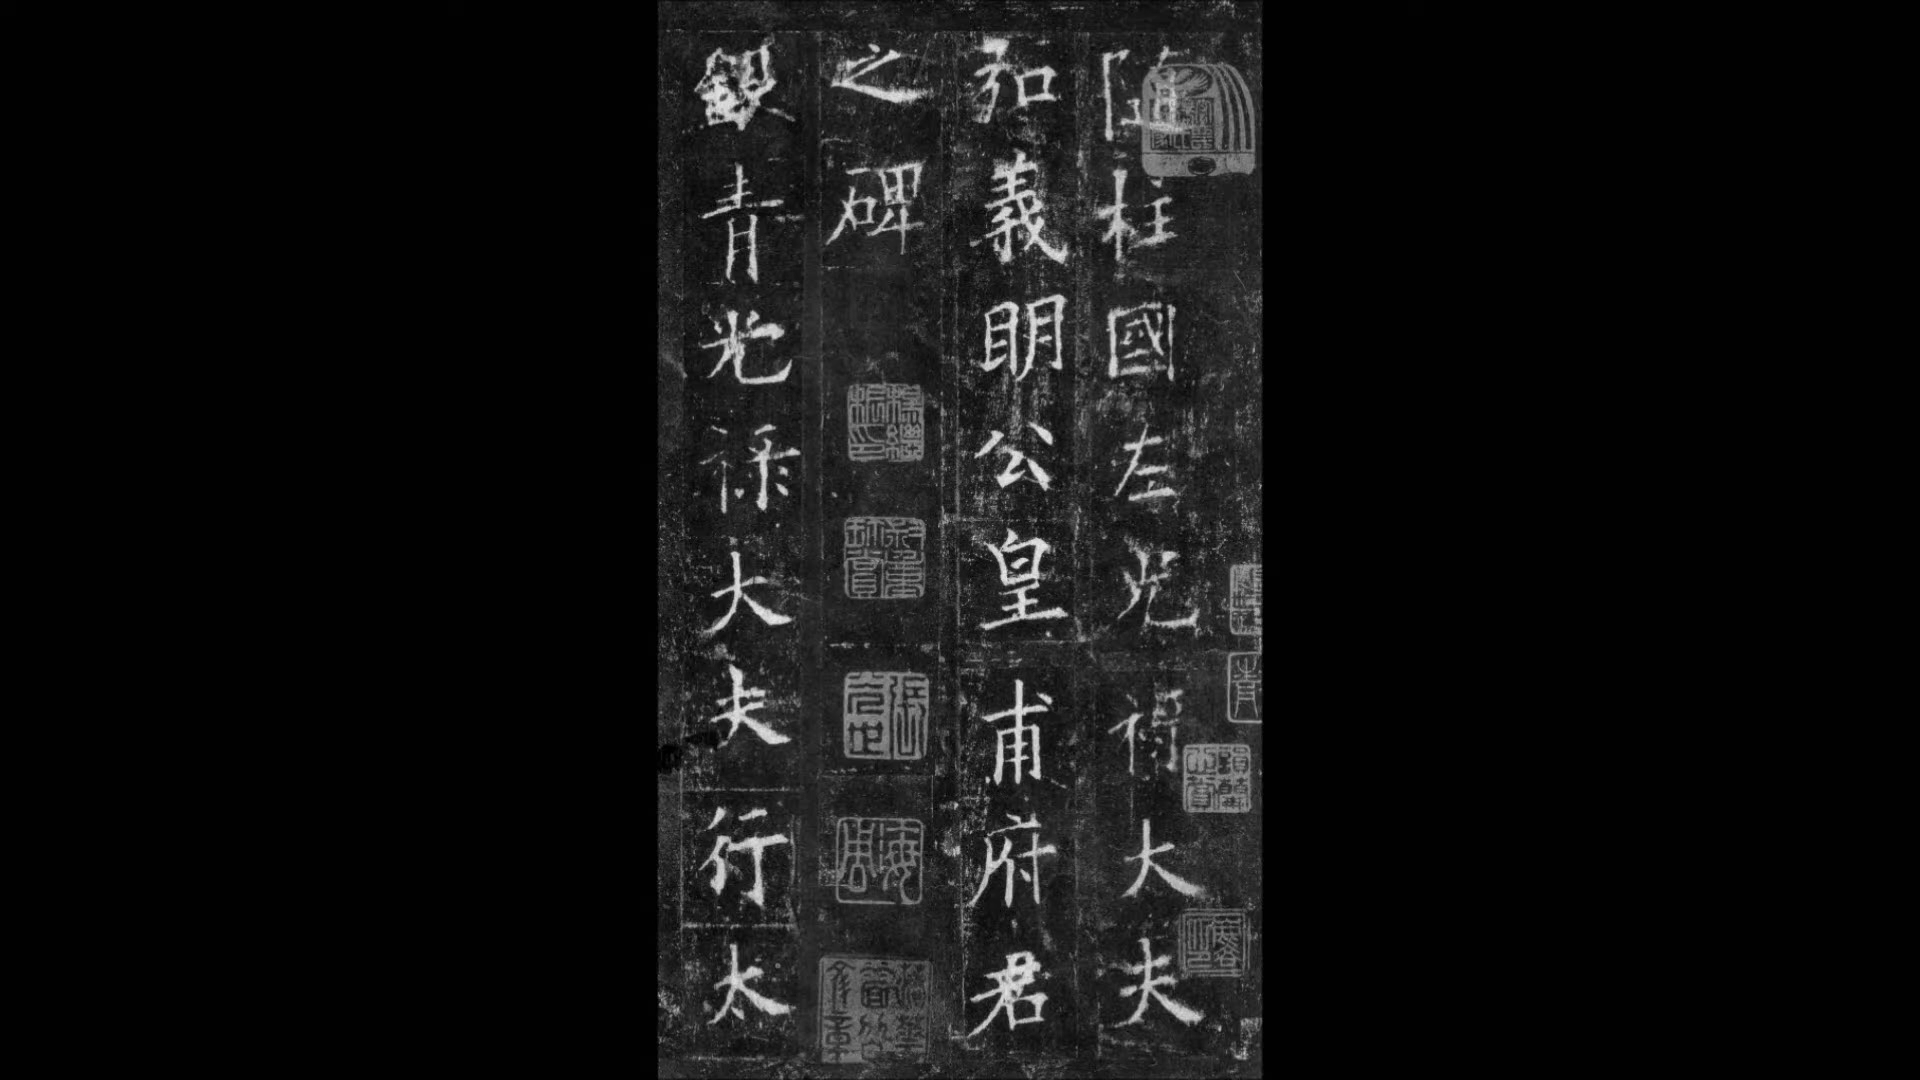 隨柱國左光祿大夫
弘義明公皇甫府君
之碑
銀青光祿大夫行太